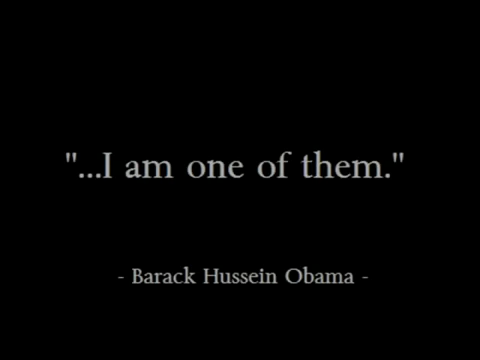 "...I am one of them."
- Barack Hussein Obama -